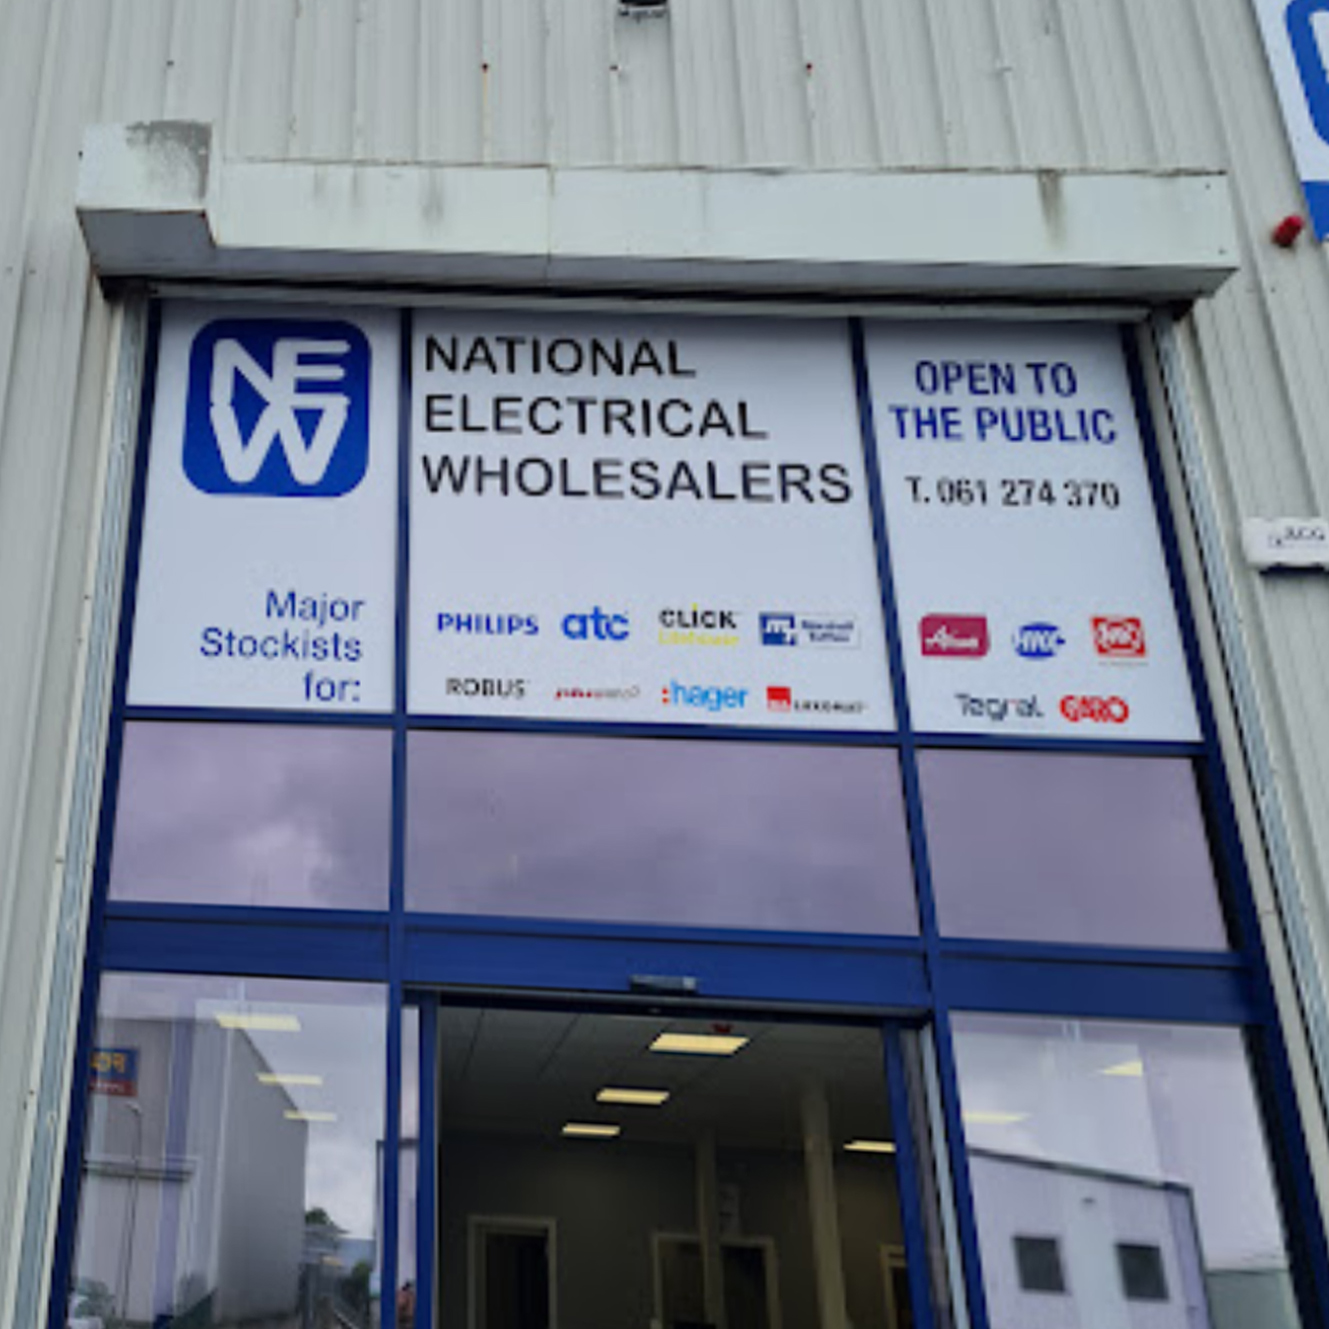 NEW
NATIONAL
ELECTRICAL
WHOLESALERS
OPEN TO
THE PUBLIC
T. 061 274 370
Major
Stockists
for:
PHILIPS atc CLICK
ROBUS :hager
Tegral GARO